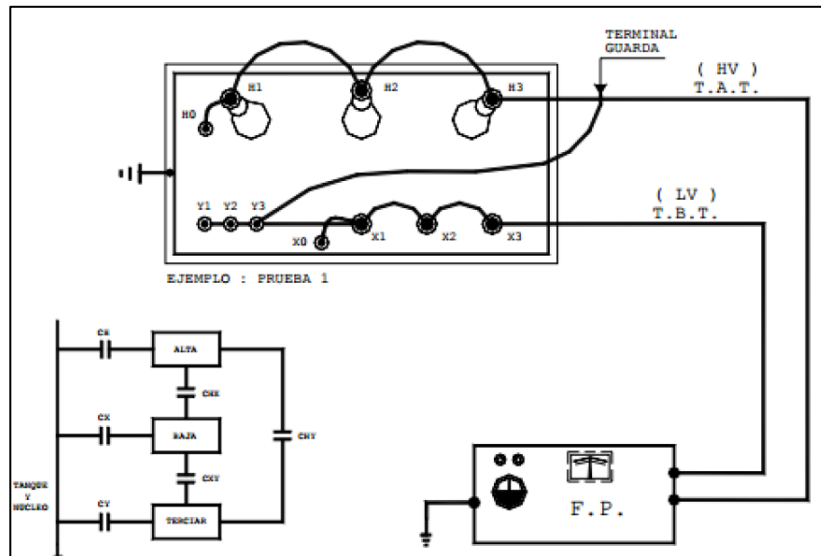 TERMINAL
GUARDA
( HV )
T.A.T.
H1
H2
H3
H0
( LV )
T.B.T.
Y1
Y2
Y3
X0
X1
X2
X3
EJEMPLO : PRUEBA 1
CH
ALTA
CHX
CX
BAJA
CHY
CXY
TANQUE
Y
NUCLEO
CY
TERCIAR
F.P.